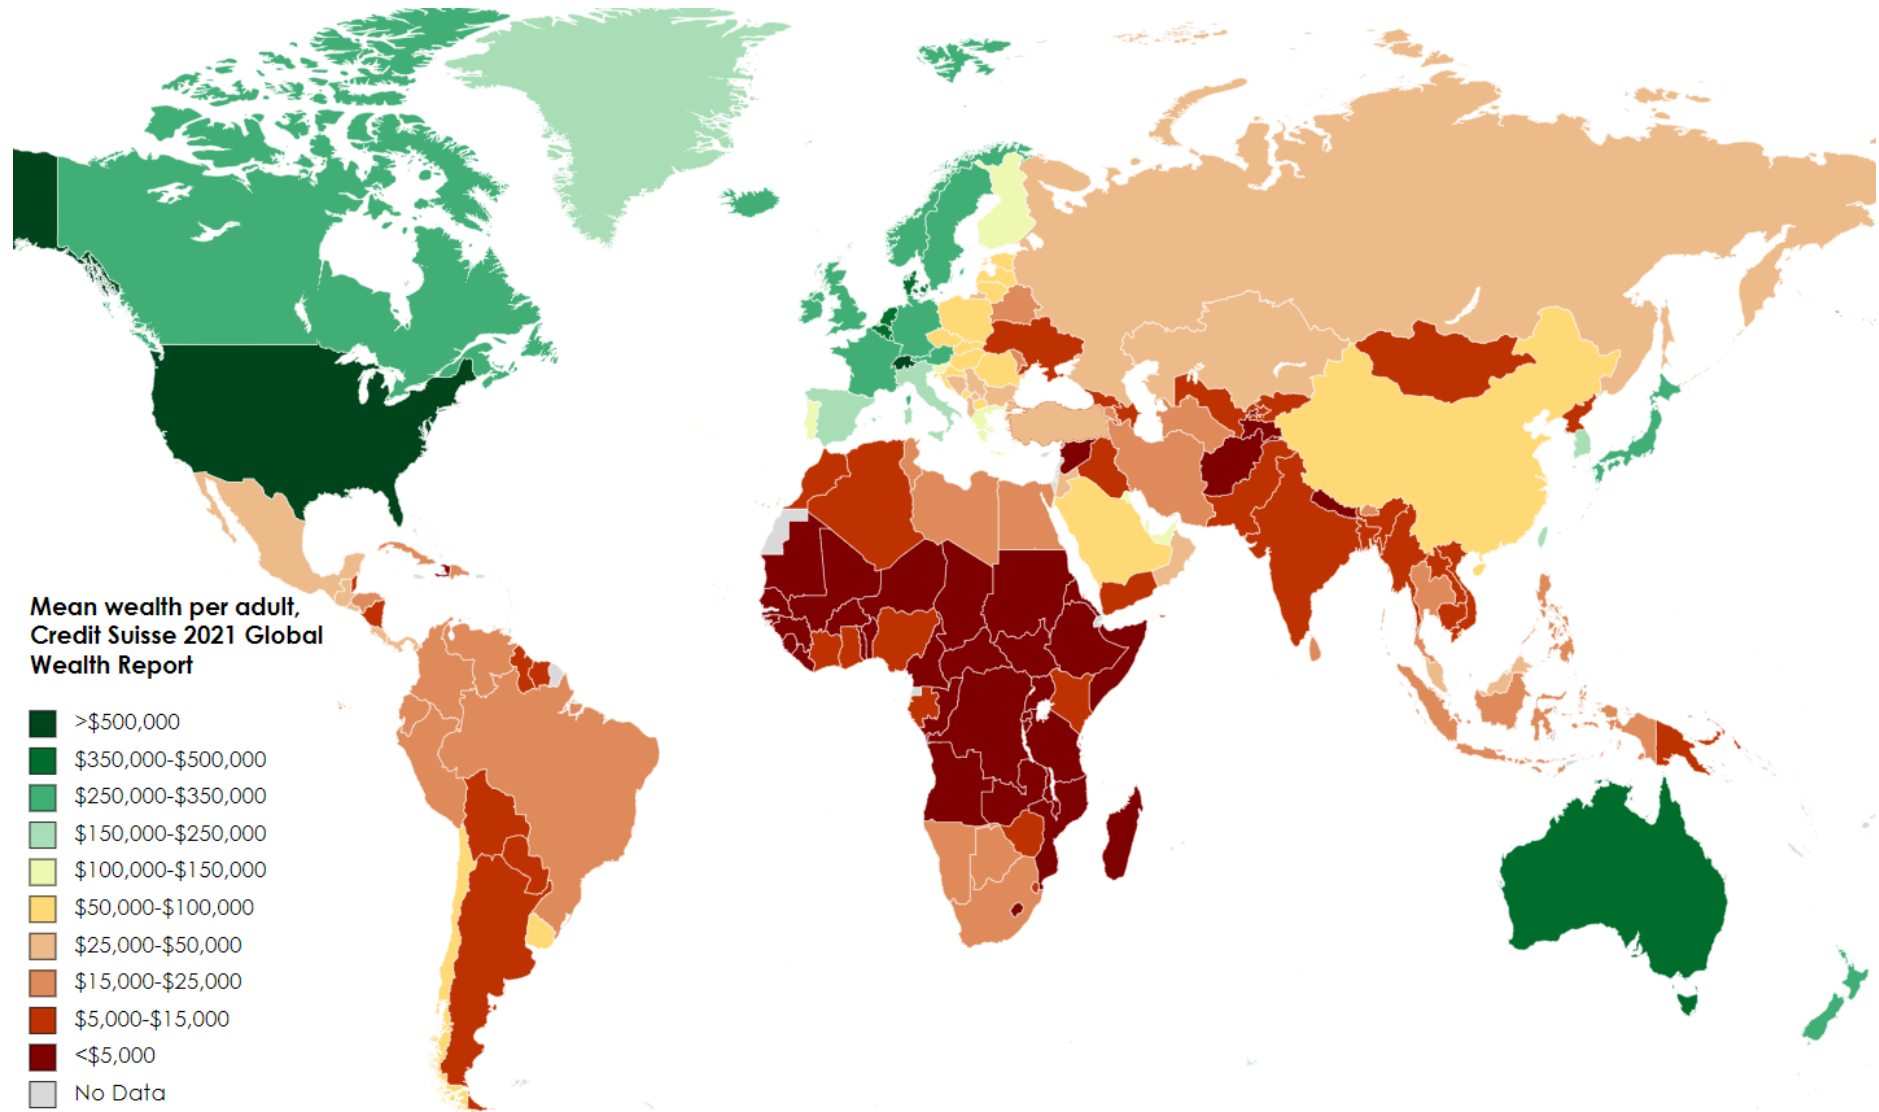 Mean wealth per adult,
Credit Suisse 2021 Global
Wealth Report
>$500,000
$350,000-$500,000
$250,000-$350,000
$150,000-$250,000
$100,000-$150,000
$50,000-$100,000
$25,000-$50,000
$15,000-$25,000
$5,000-$15,000
<$5,000
No Data